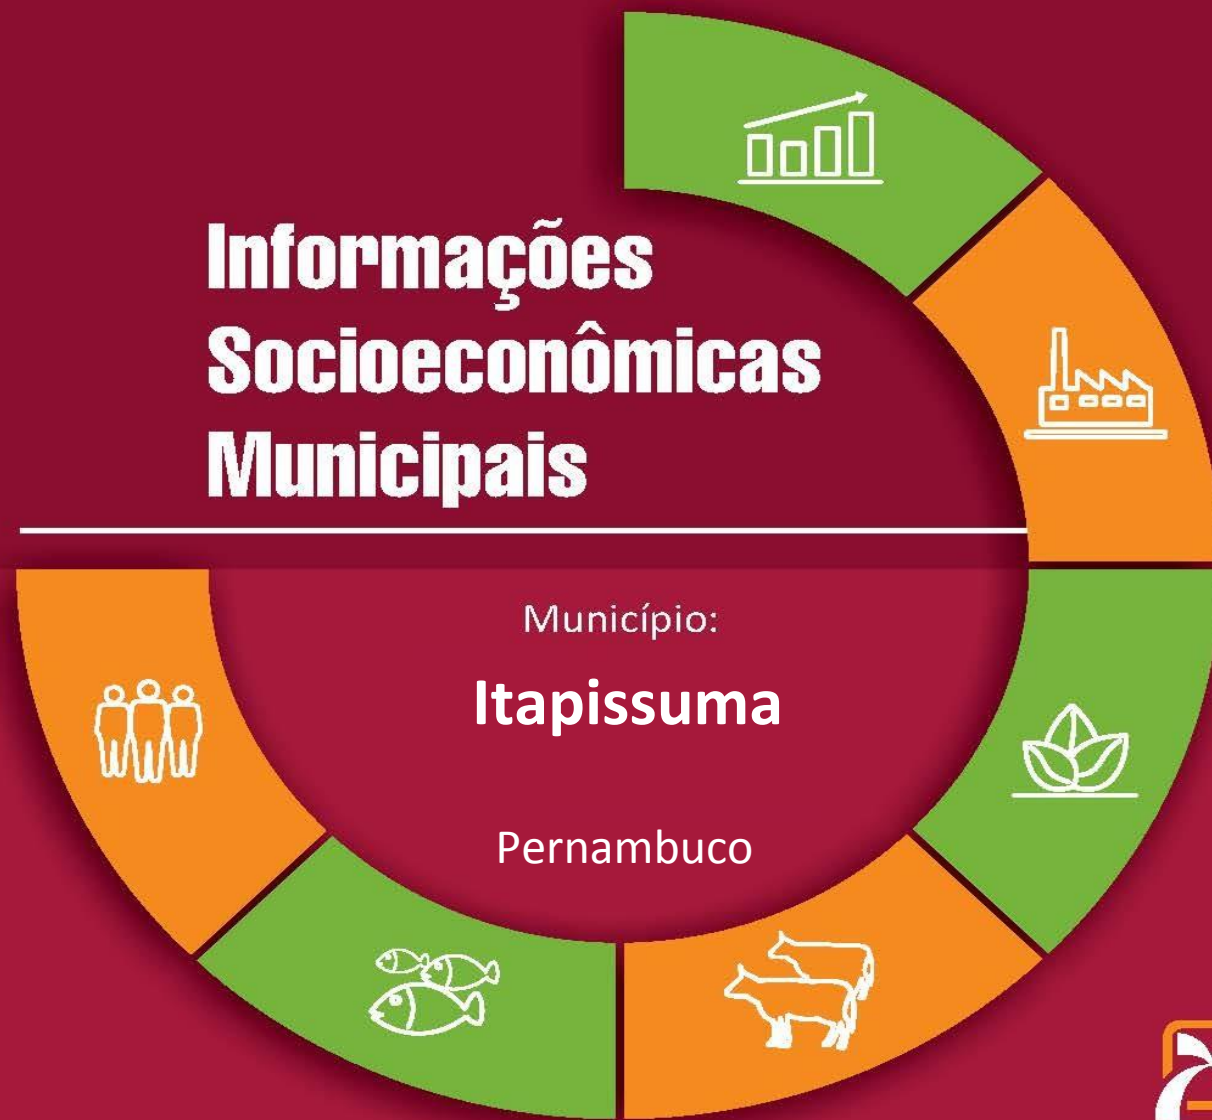 Informações
Socioeconômicas
Municipais
Município:
Itapissuma
Pernambuco